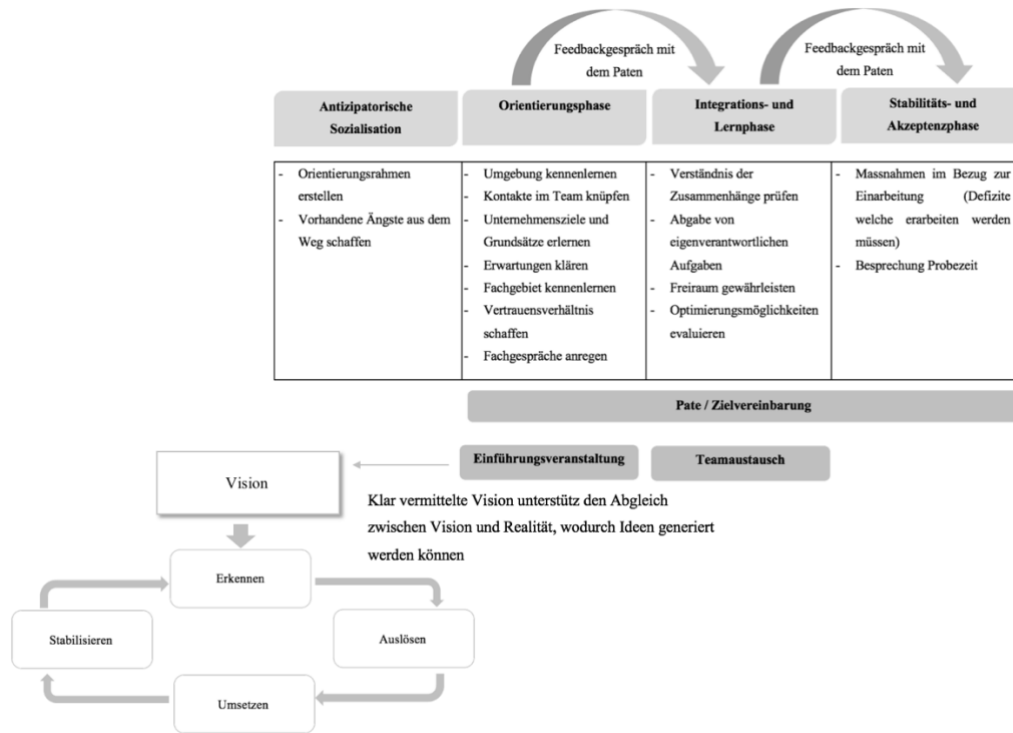 Feedbackgespräch mit
dem Paten
Feedbackgespräch mit
dem Paten
Antizipatorische
Sozialisation
Orientierungsphase
Integrations- und
Lernphase
Stabilitäts- und
Akzeptenzphase
- Orientierungsrahmen
erstellen
- Vorhandene Ängste aus dem
Weg schaffen
- Umgebung kennenlernen
- Kontakte im Team knüpfen
- Unternehmensziele und
Grundsätze erlernen
- Erwartungen klären
- Fachgebiet kennenlernen
- Vertrauensverhältnis
schaffen
- Fachgespräche anregen
- Verständnis der
Zusammenhänge prüfen
- Abgabe von
eigenverantwortlichen
Aufgaben
- Freiraum gewährleisten
- Optimierungsmöglichkeiten
evaluieren
- Massnahmen im Bezug zur
Einarbeitung (Defizite
welche erarbeiten werden
müssen)
- Besprechung Probezeit
Pate / Zielvereinbarung
Einführungsveranstaltung
Teamaustausch
Vision
Klar vermittelte Vision unterstütz den Abgleich
zwischen Vision und Realität, wodurch Ideen generiert
werden können
Erkennen
Stabilisieren
Auslösen
Umsetzen